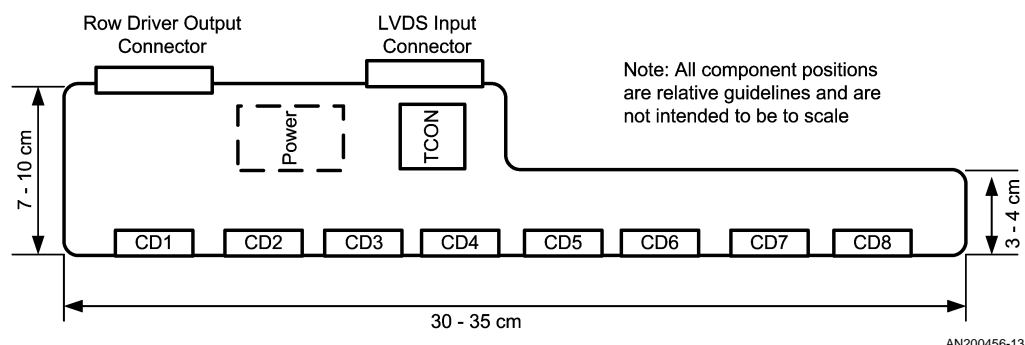 Row Driver Output
Connector
LVDS Input
Connector
Note: All component positions
are relative guidelines and are
not intended to be to scale
Power
TCON
7 - 10 cm
3 - 4 cm
CD1
CD2
CD3
CD4
CD5
CD6
CD7
CD8
30 - 35 cm
AN200456-13